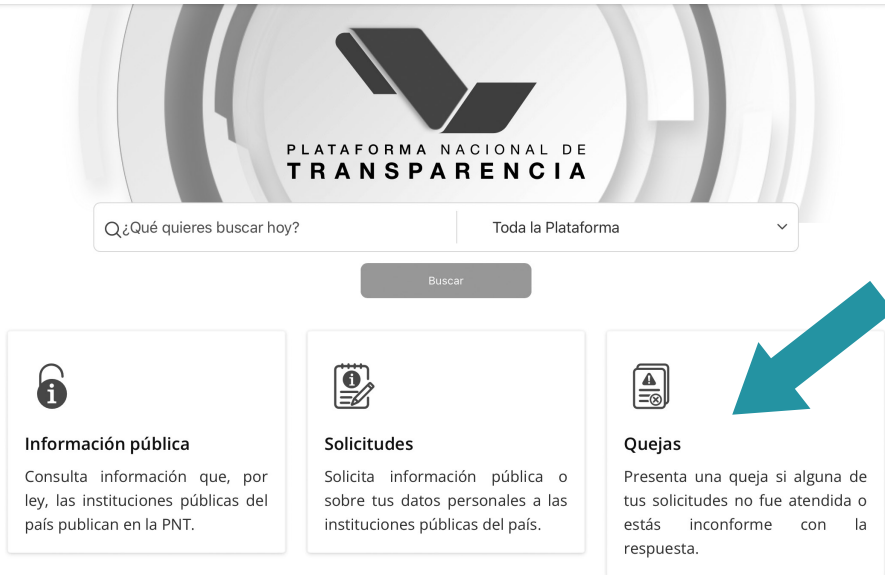 PLATAFORMA NACIONAL DE
TRANSPARENCIA
¿Qué quieres buscar hoy?
Toda la Plataforma
Buscar
Información pública
Consulta información que, por
ley, las instituciones públicas del
país publican en la PNT.
Solicitudes
Solicita información pública o
sobre tus datos personales a las
instituciones públicas del país.
Quejas
Presenta una queja si alguna de
tus solicitudes no fue atendida o
estás inconforme con la
respuesta.